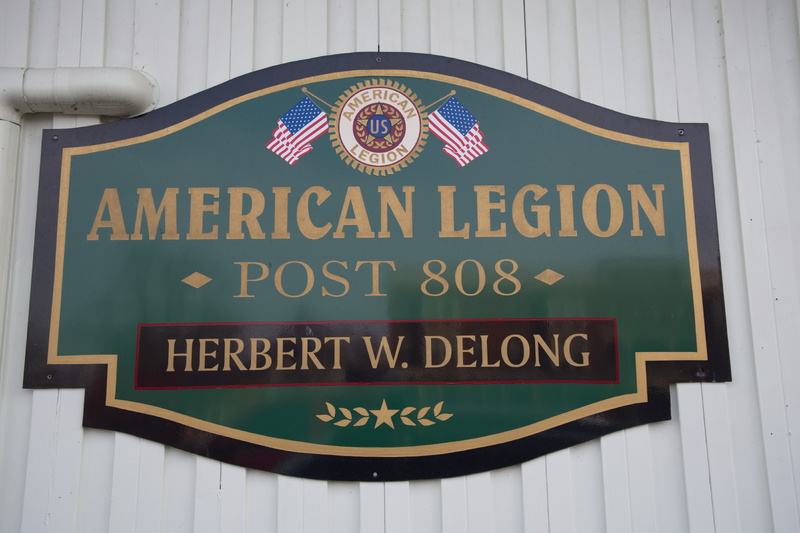 AMERICAN
US
LEGION
AMERICAN LEGION
POST 808
HERBERT W. DELONG